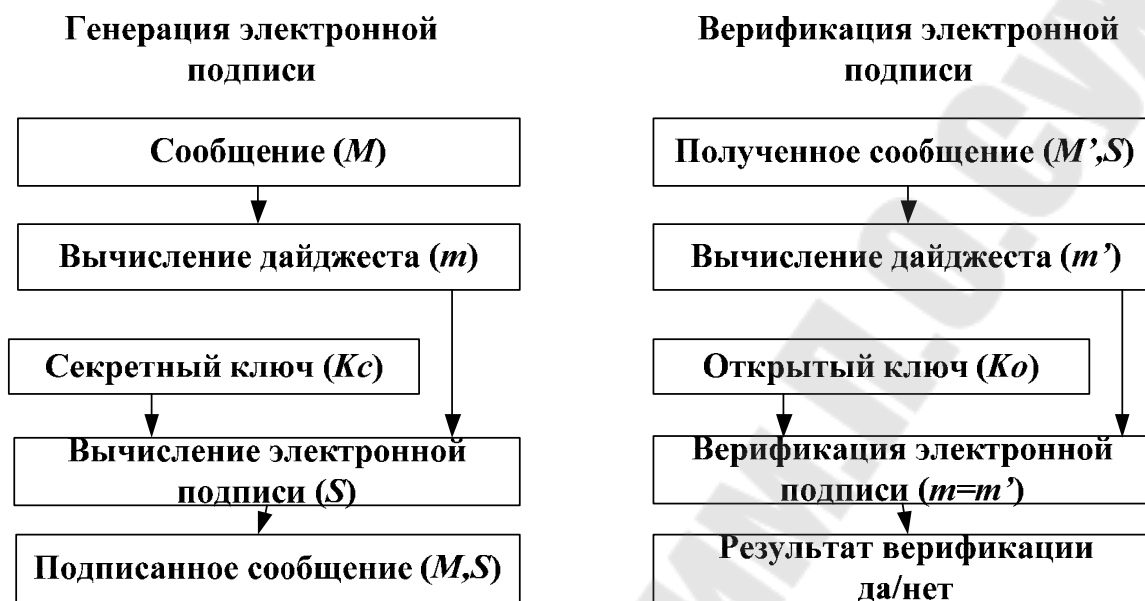 Генерация электронной
подписи
Сообщение (M)
Вычисление дайджеста (m)
Секретный ключ (Kc)
Вычисление электронной
подписи (S)
Подписанное сообщение (M,S)
Верификация электронной
подписи
Полученное сообщение (M’,S)
Вычисление дайджеста (m’)
Открытый ключ (Ko)
Верификация электронной
подписи (m=m’)
Результат верификации
да/нет